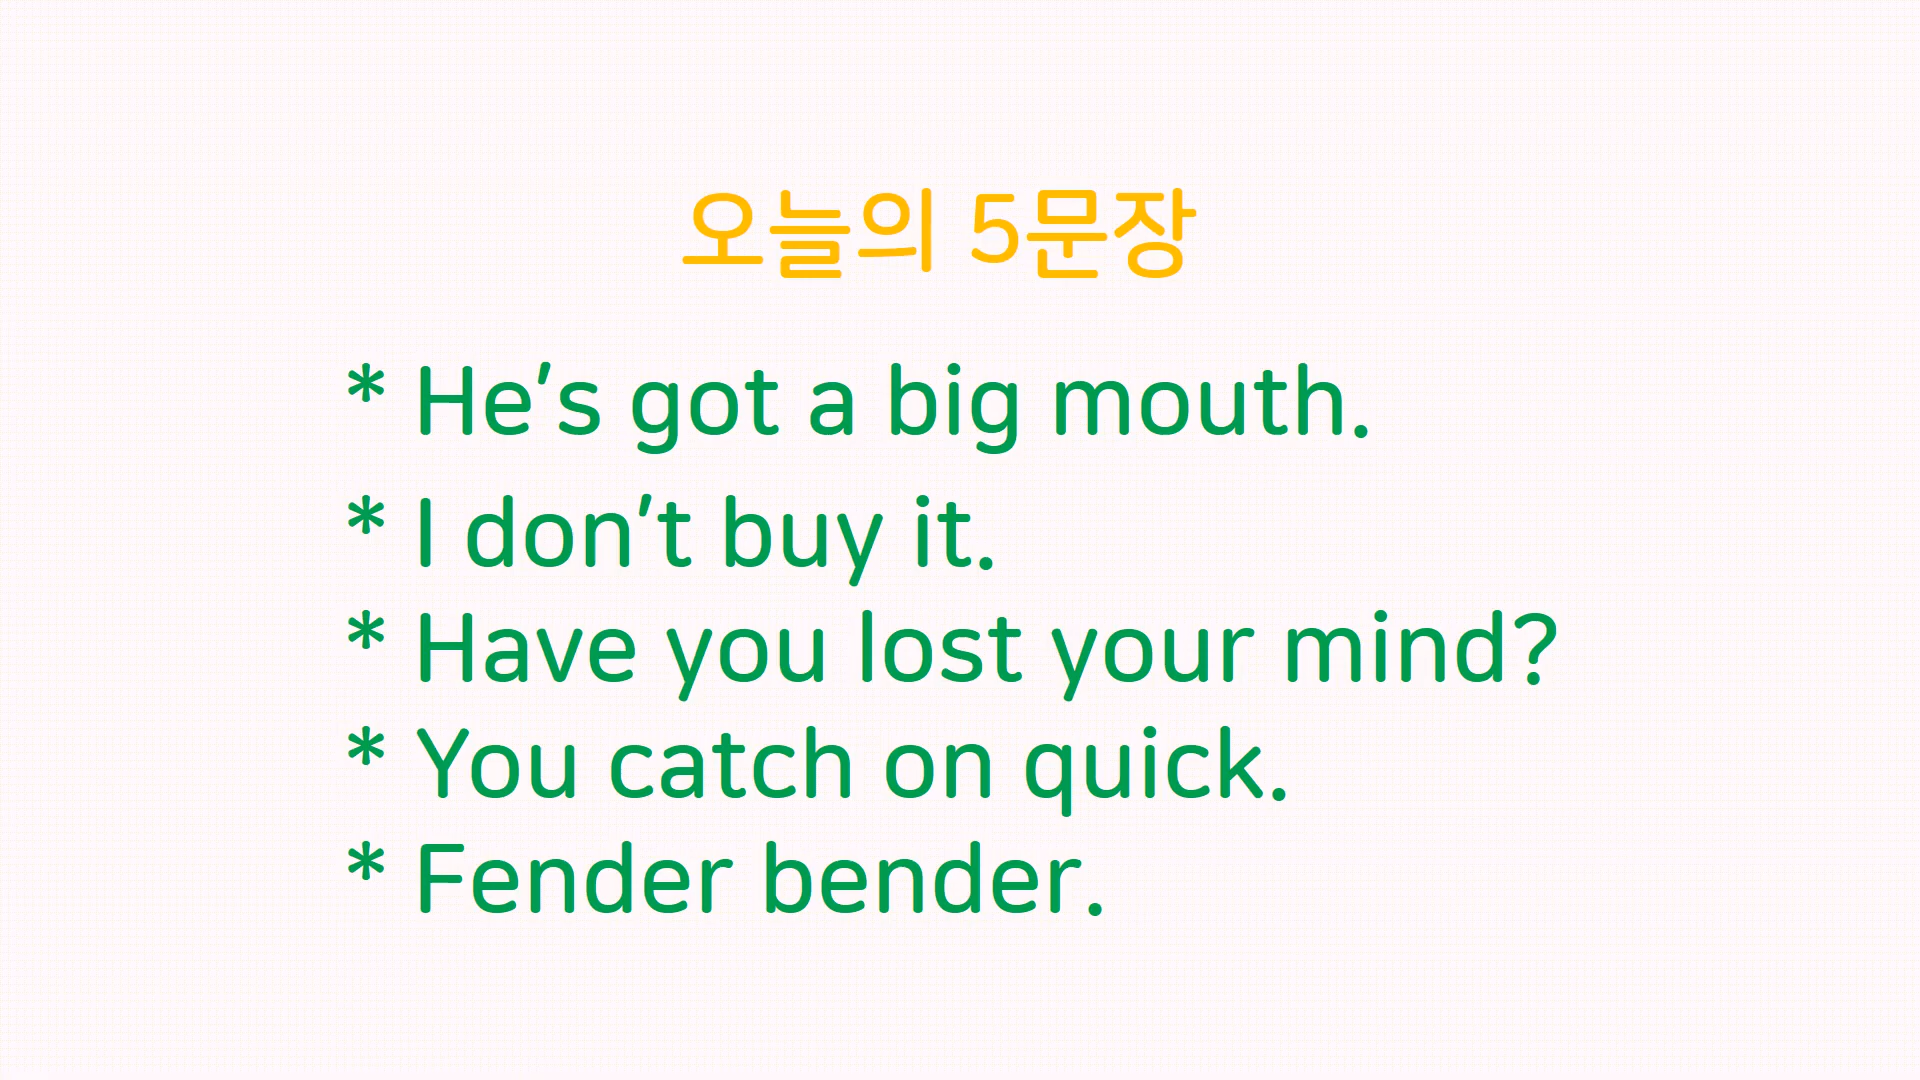 오늘의 5문장
* He's got a big mouth.
* I don't buy it.
* Have you lost your mind?
* You catch on quick.
* Fender bender.